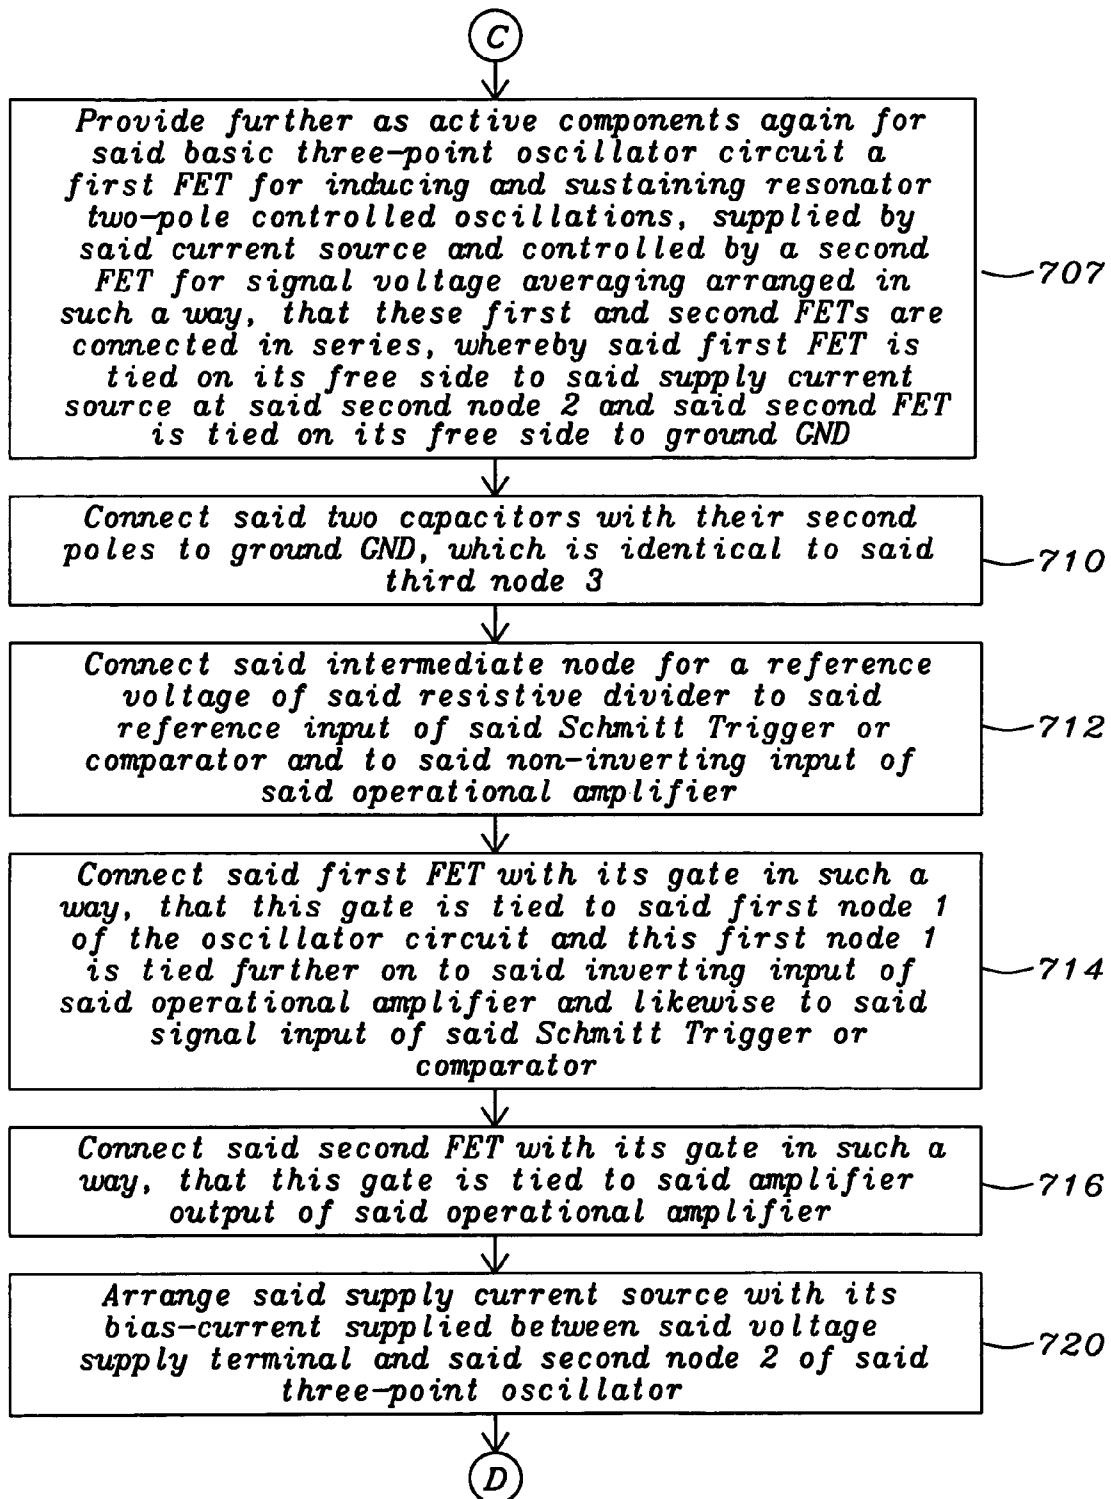 C
Provide further as active components again for
said basic three-point oscillator circuit a
first FET for inducing and sustaining resonator
two-pole controlled oscillations, supplied by
said current source and controlled by a second
FET for signal voltage averaging arranged in
such a way, that these first and second FETs are
connected in series, whereby said first FET is
tied on its free side to said supply current
source at said second node 2 and said second FET
is tied on its free side to ground GND
707
Connect said two capacitors with their second
poles to ground GND, which is identical to said
third node 3
710
Connect said intermediate node for a reference
voltage of said resistive divider to said
reference input of said Schmitt Trigger or
comparator and to said non-inverting input of
said operational amplifier
712
Connect said first FET with its gate in such a
way, that this gate is tied to said first node 1
of the oscillator circuit and this first node 1
is tied further on to said inverting input of
said operational amplifier and likewise to said
signal input of said Schmitt Trigger or
comparator
714
Connect said second FET with its gate in such a
way, that this gate is tied to said amplifier
output of said operational amplifier
716
Arrange said supply current source with its
bias-current supplied between said voltage
supply terminal and said second node 2 of said
three-point oscillator
720
D